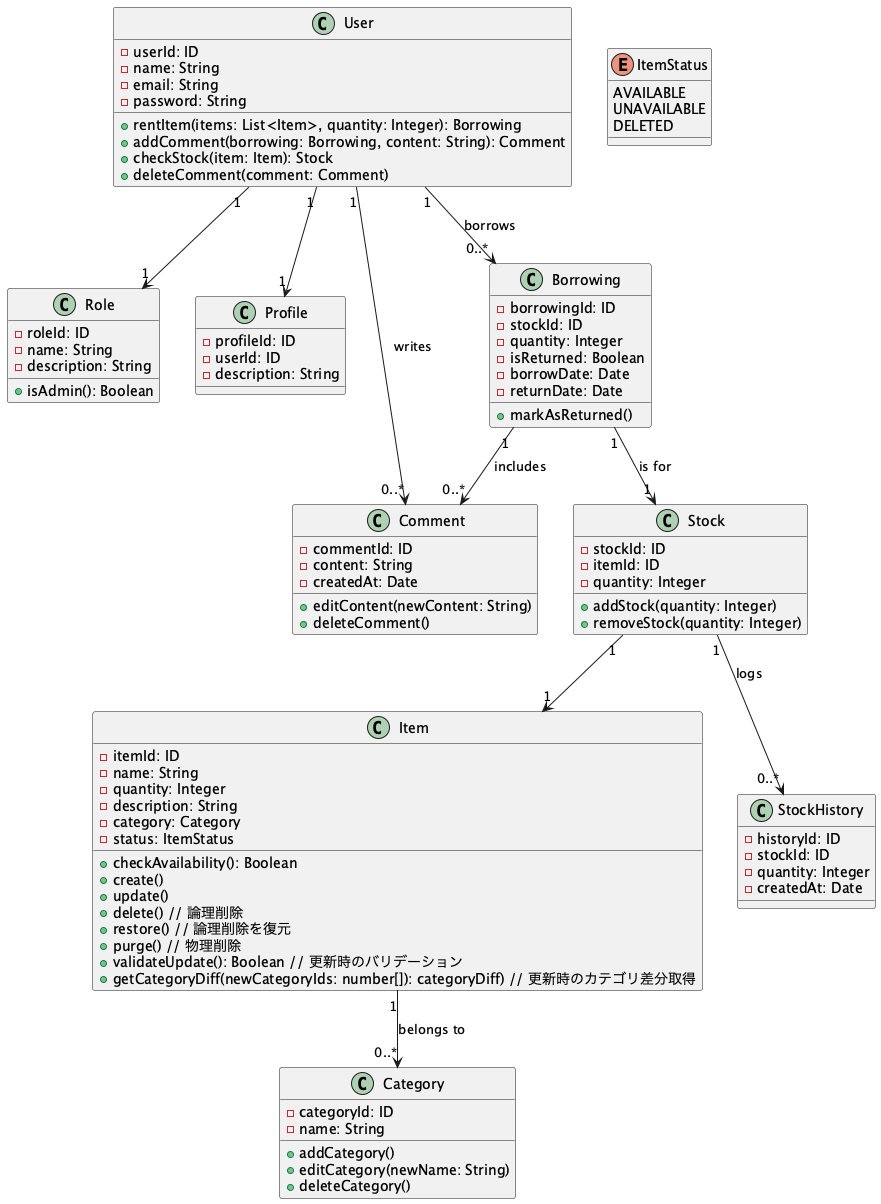 C User
userId: ID
name: String
email: String
password: String
rentItem(items: List<Item>, quantity: Integer): Borrowing
addComment(borrowing: Borrowing, content: String): Comment
checkStock(item: Item): Stock
deleteComment(comment: Comment)
E ItemStatus
AVAILABLE
UNAVAILABLE
DELETED
1
1
1
1
borrows
0..*
1
1
writes
0..*
C Role
roleId: ID
name: String
description: String
isAdmin(): Boolean
C Profile
profileId: ID
userId: ID
description: String
C Borrowing
borrowingId: ID
stockId: ID
quantity: Integer
isReturned: Boolean
borrowDate: Date
returnDate: Date
markAsReturned()
1
includes
0..*
1
is for
1
C Comment
commentId: ID
content: String
createdAt: Date
editContent(newContent: String)
deleteComment()
C Stock
stockId: ID
itemId: ID
quantity: Integer
addStock(quantity: Integer)
removeStock(quantity: Integer)
1
1
1
logs
0..*
C Item
itemId: ID
name: String
quantity: Integer
description: String
category: Category
status: ItemStatus
checkAvailability(): Boolean
create()
update()
delete() // 論理削除
restore() // 論理削除を復元
purge() // 物理削除
validateUpdate(): Boolean // 更新時のバリデーション
getCategoryDiff(newCategoryIds: number[]): categoryDiff) // 更新時のカテゴリ差分取得
C StockHistory
historyId: ID
stockId: ID
quantity: Integer
createdAt: Date
1
belongs to
0..*
C Category
categoryId: ID
name: String
addCategory()
editCategory(newName: String)
deleteCategory()